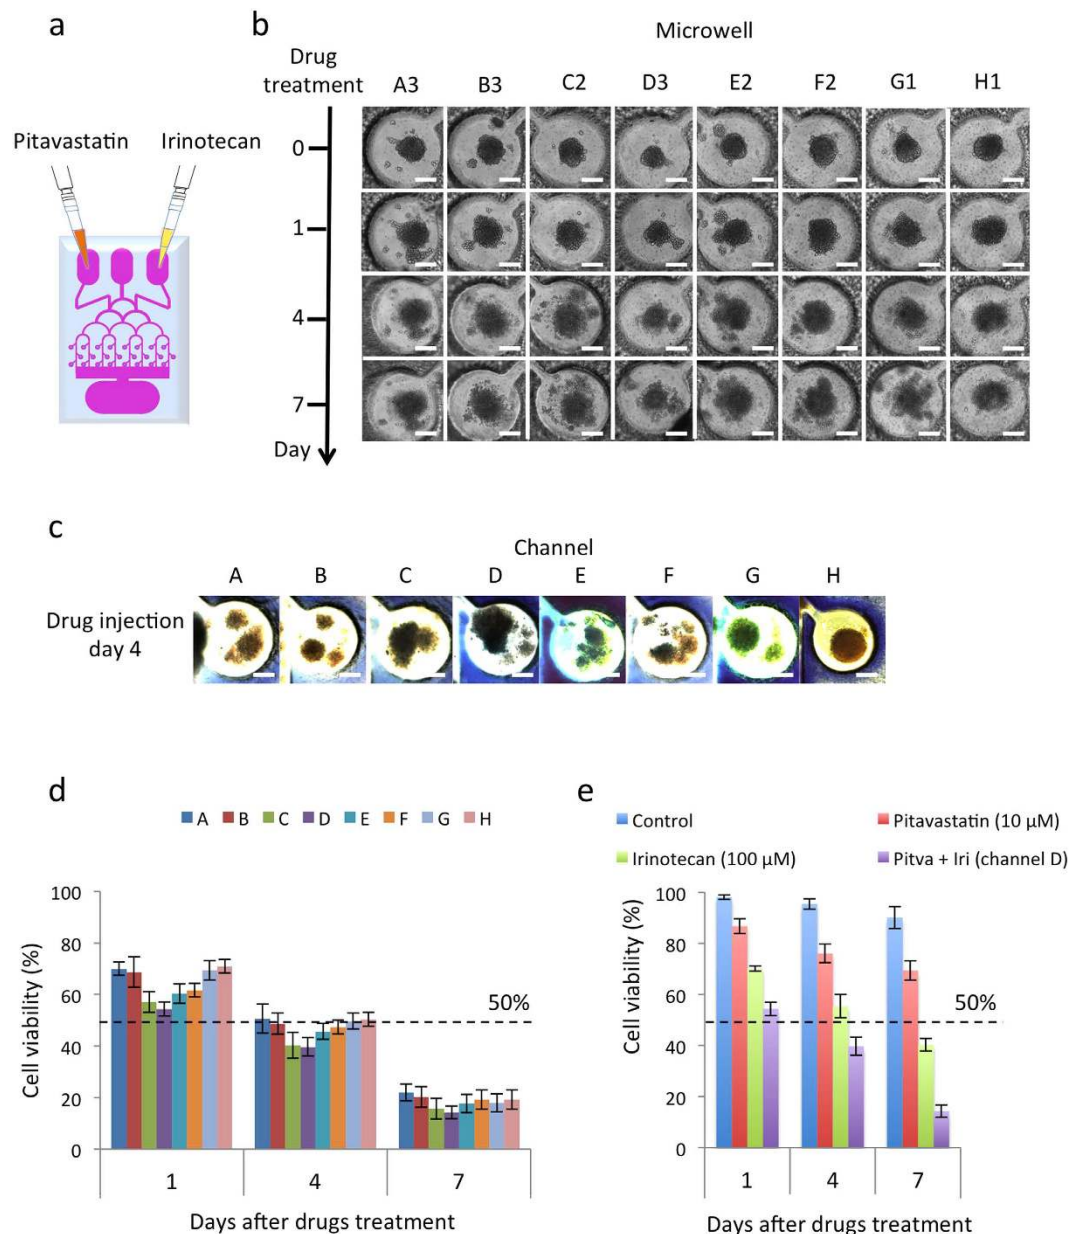 a
Pitavastatin Irinotecan
b
Microwell
Drug
treatment
A3 B3 C2 D3 E2 F2 G1 H1
0
1
4
7
Day
c
Channel
A B C D E F G H
Drug injection
day 4
d
A B C D E F G H
100
80
60
40
20
0
Cell viability (%)
50%
1 4 7
Days after drugs treatment
e
Control Pitavastatin (10 μM)
Irinotecan (100 μM) Pitva + Iri (channel D)
100
80
60
40
20
0
Cell viability (%)
50%
1 4 7
Days after drugs treatment